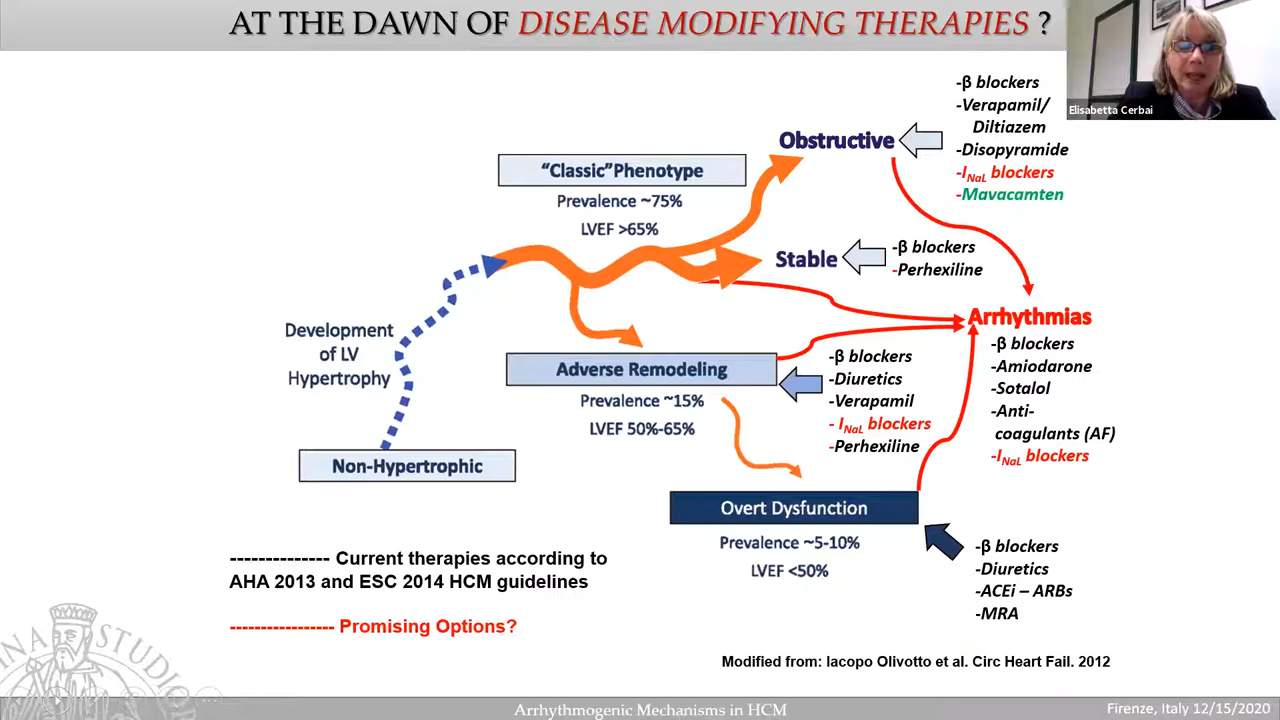 AT THE DAWN OF DISEASE MODIFYING THERAPIES ?
Elisabetta Cerbai
-β blockers
-Verapamil/
Diltiazem
-Disopyramide
-INaL blockers
-Mavacamten
Obstructive
“Classic”Phenotype
Prevalence ~75%
LVEF >65%
Stable
-β blockers
-Perhexiline
Development
of LV
Hypertrophy
Arrhythmias
-β blockers
-Amiodarone
-Sotalol
-Anti-
coagulants (AF)
-INaL blockers
Adverse Remodeling
Prevalence ~15%
LVEF 50%-65%
-β blockers
-Diuretics
-Verapamil
- INaL blockers
-Perhexiline
Non-Hypertrophic
Overt Dysfunction
Prevalence ~5-10%
LVEF <50%
-β blockers
-Diuretics
-ACEi – ARBs
-MRA
-------------- Current therapies according to
AHA 2013 and ESC 2014 HCM guidelines
----------------- Promising Options?
Modified from: Iacopo Olivotto et al. Circ Heart Fail. 2012
NA STUDIO
Arrhythmogenic Mechanisms in HCM
Firenze, Italy 12/15/2020